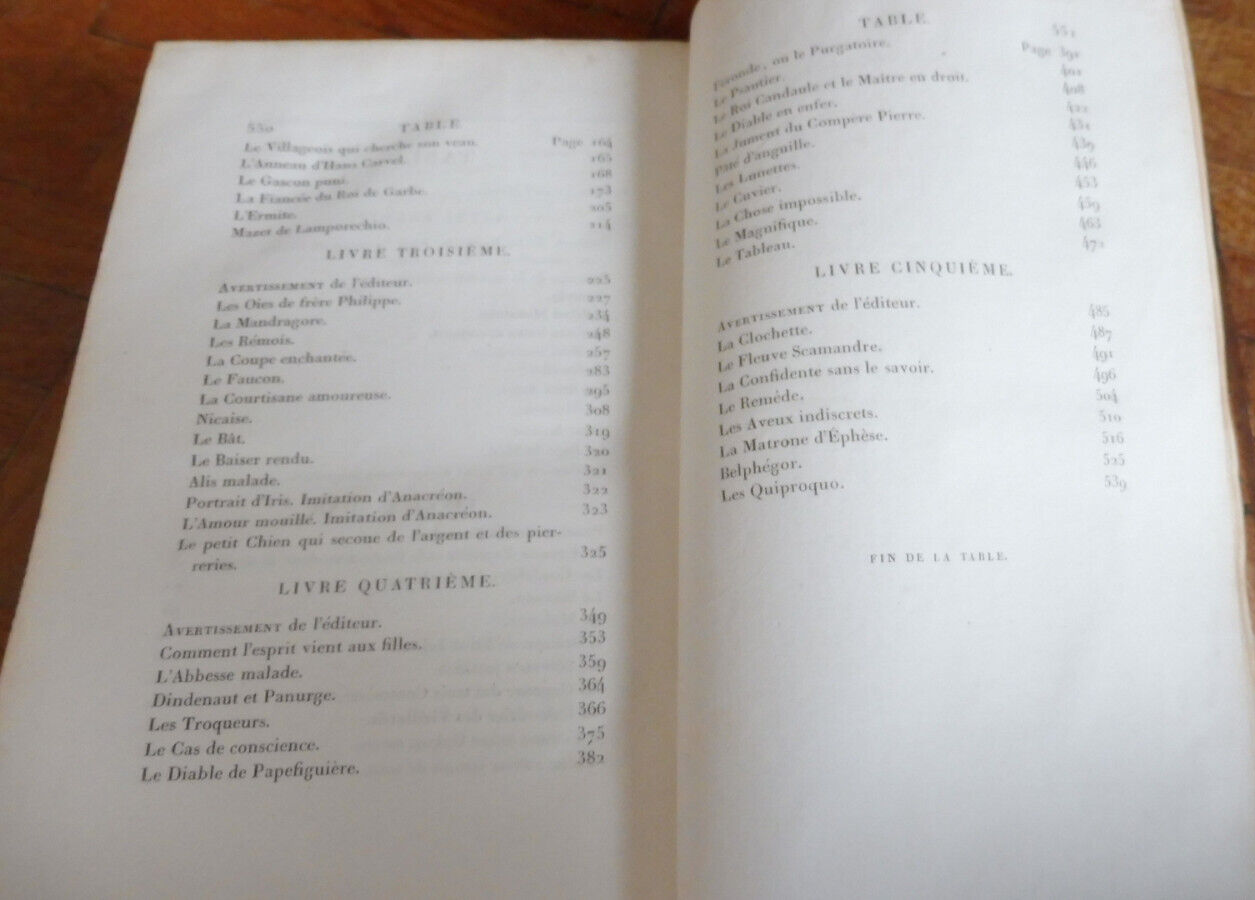 550 TABLE
Le Villageois qui cherche son veau. Page 164
L'Anneau d'Hans Carvel. 165
Le Gascon puni. 168
La Fiancée du Roi de Garbe. 173
L'Ermite. 205
Mazet de Lamporechio. 214
LIVRE TROISIÈME.
AVERTISSEMENT de l'éditeur. 225
Les Oies de frère Philippe. 227
La Mandragore. 234
Les Rémois. 248
La Coupe enchantée. 257
Le Faucon. 283
La Courtisane amoureuse. 295
Nicaise. 308
Le Bât. 319
Le Baiser rendu. 320
Alis malade. 321
Portrait d'Iris. Imitation d'Anacréon. 322
L'Amour mouillé. Imitation d'Anacréon. 323
Le petit Chien qui secoue de l'argent et des pier-
reries. 325
LIVRE QUATRIÈME.
AVERTISSEMENT de l'éditeur. 349
Comment l'esprit vient aux filles. 353
L'Abbesse malade. 359
Dindenaut et Panurge. 364
Les Troqueurs. 366
Le Cas de conscience. 375
Le Diable de Papefiguière. 382
TABLE. 551
Féronde, ou le Purgatoire. Page 391
Le Psautier. 401
Le Roi Candaule et le Maître en droit. 408
Le Diable en enfer. 422
La Jument du Compère Pierre. 431
Pâté d'anguille. 439
Les Lunettes. 446
Le Cuvier. 453
La Chose impossible. 459
Le Magnifique. 463
Le Tableau. 472
LIVRE CINQUIÈME.
AVERTISSEMENT de l'éditeur. 485
La Clochette. 487
Le Fleuve Scamandre. 491
La Confidente sans le savoir. 496
Le Remède. 504
Les Aveux indiscrets. 510
La Matrone d'Éphèse. 516
Belphégor. 525
Les Quiproquo. 539
FIN DE LA TABLE.